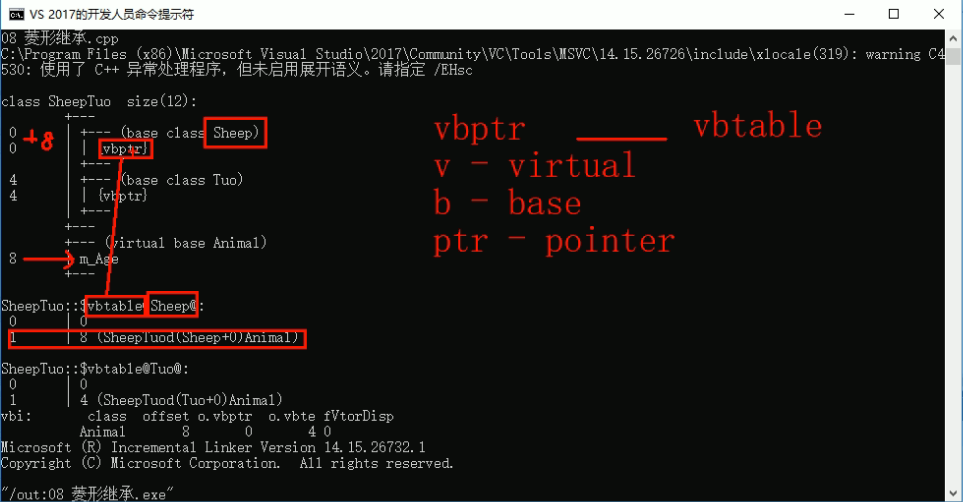 VS 2017的开发人员命令提示符
08 菱形继承.cpp
C:\Program Files (x86)\Microsoft Visual Studio\2017\Community\VC\Tools\MSVC\14.15.26726\include\xlocale(319): warning C4
530: 使用了 C++ 异常处理程序，但未启用展开语义。请指定 /EHsc
class SheepTuo  size(12):
+---
0 +8 | +--- (base class Sheep)
0 | | {vbptr}
| +---
4 | +--- (base class Tuo)
4 | | {vbptr}
| +---
+---
+--- (virtual base Animal)
8 | m_Age
+---
vbptr ______ vbtable
v - virtual
b - base
ptr - pointer
SheepTuo::$vbtable@Sheep@:
0 | 0
1 | 8 (SheepTuod(Sheep+0)Animal)
SheepTuo::$vbtable@Tuo@:
0 | 0
1 | 4 (SheepTuod(Tuo+0)Animal)
vbi: class offset o.vbptr o.vbte fVtorDisp
Animal 8 0 4 0
Microsoft (R) Incremental Linker Version 14.15.26732.1
Copyright (C) Microsoft Corporation.  All rights reserved.
"/out:08 菱形继承.exe"